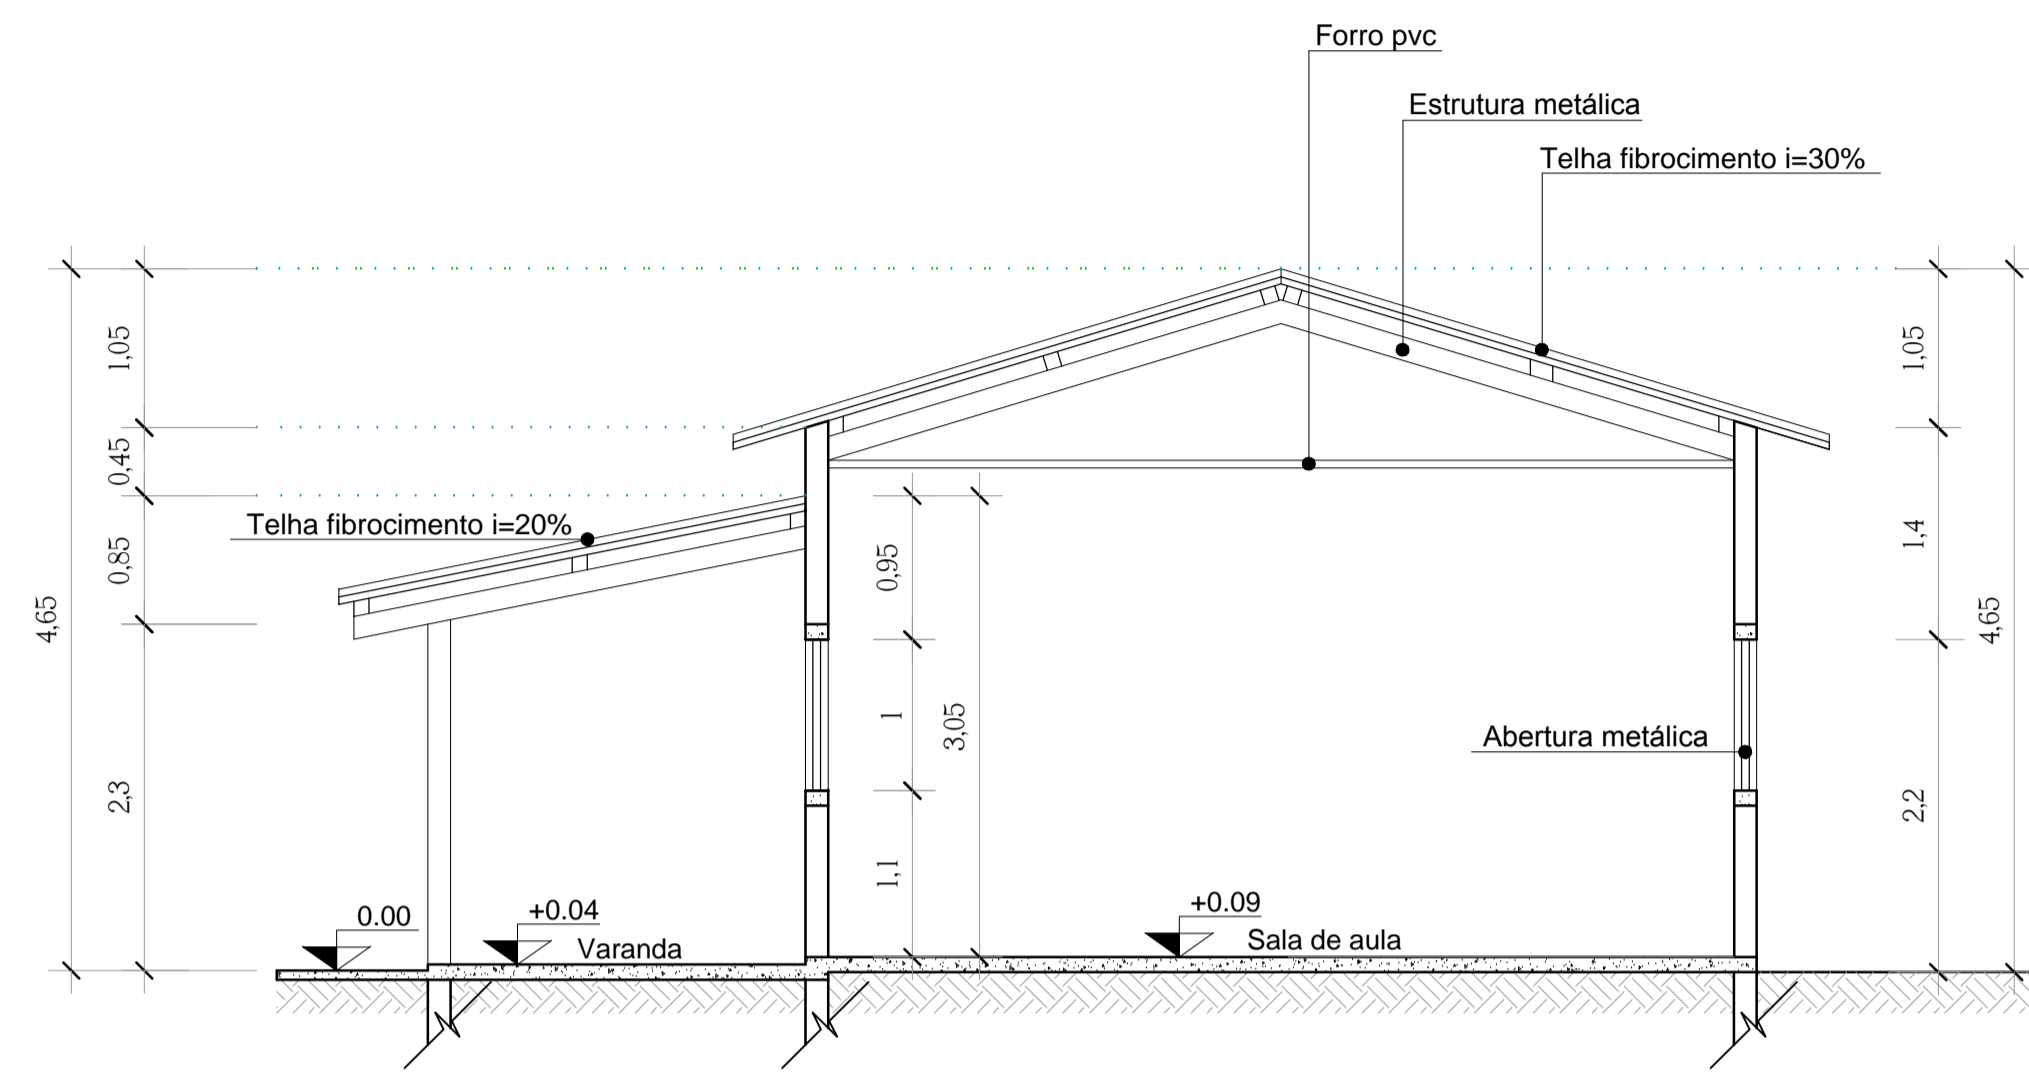 Forro pvc
Estrutura metálica
Telha fibrocimento i=30%
1,05
1,05
0,45
Telha fibrocimento i=20%
0,85
0,95
1,4
4,65
4,65
1
3,05
Abertura metálica
2,3
2,2
1,1
0.00
+0.04
+0.09
Varanda
Sala de aula